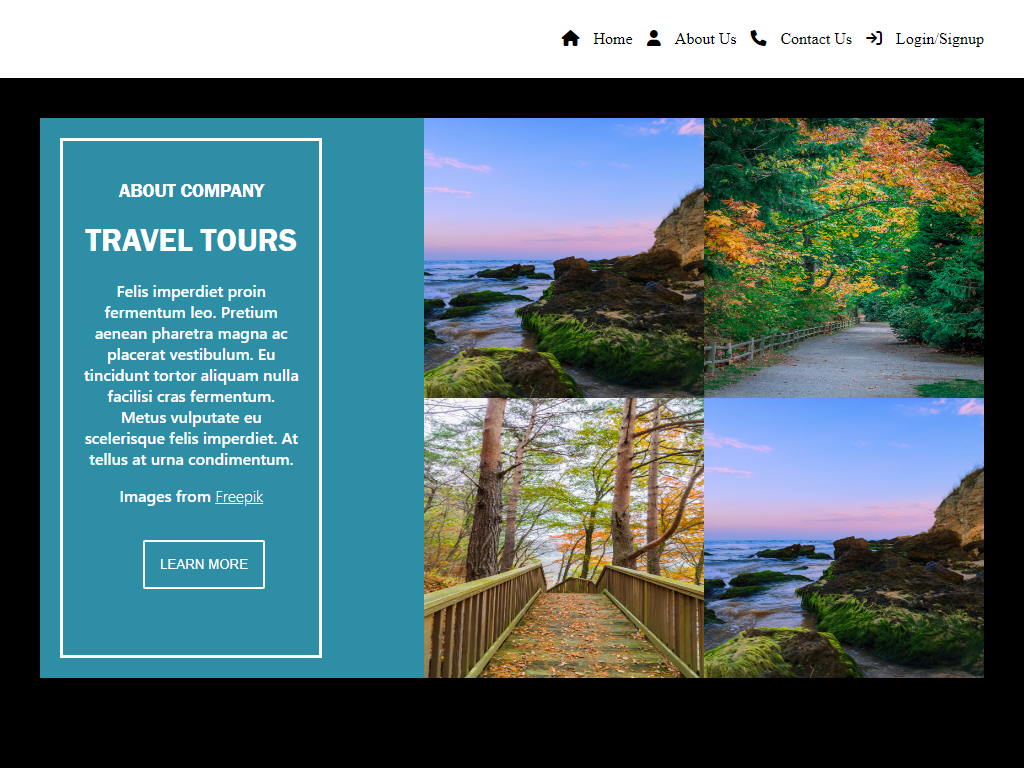 Home About Us Contact Us Login/Signup
ABOUT COMPANY
TRAVEL TOURS
Felis imperdiet proin
fermentum leo. Pretium
aenean pharetra magna ac
placerat vestibulum. Eu
tincidunt tortor aliquam nulla
facilisi cras fermentum.
Metus vulputate eu
scelerisque felis imperdiet. At
tellus at urna condimentum.
Images from Freepik
LEARN MORE